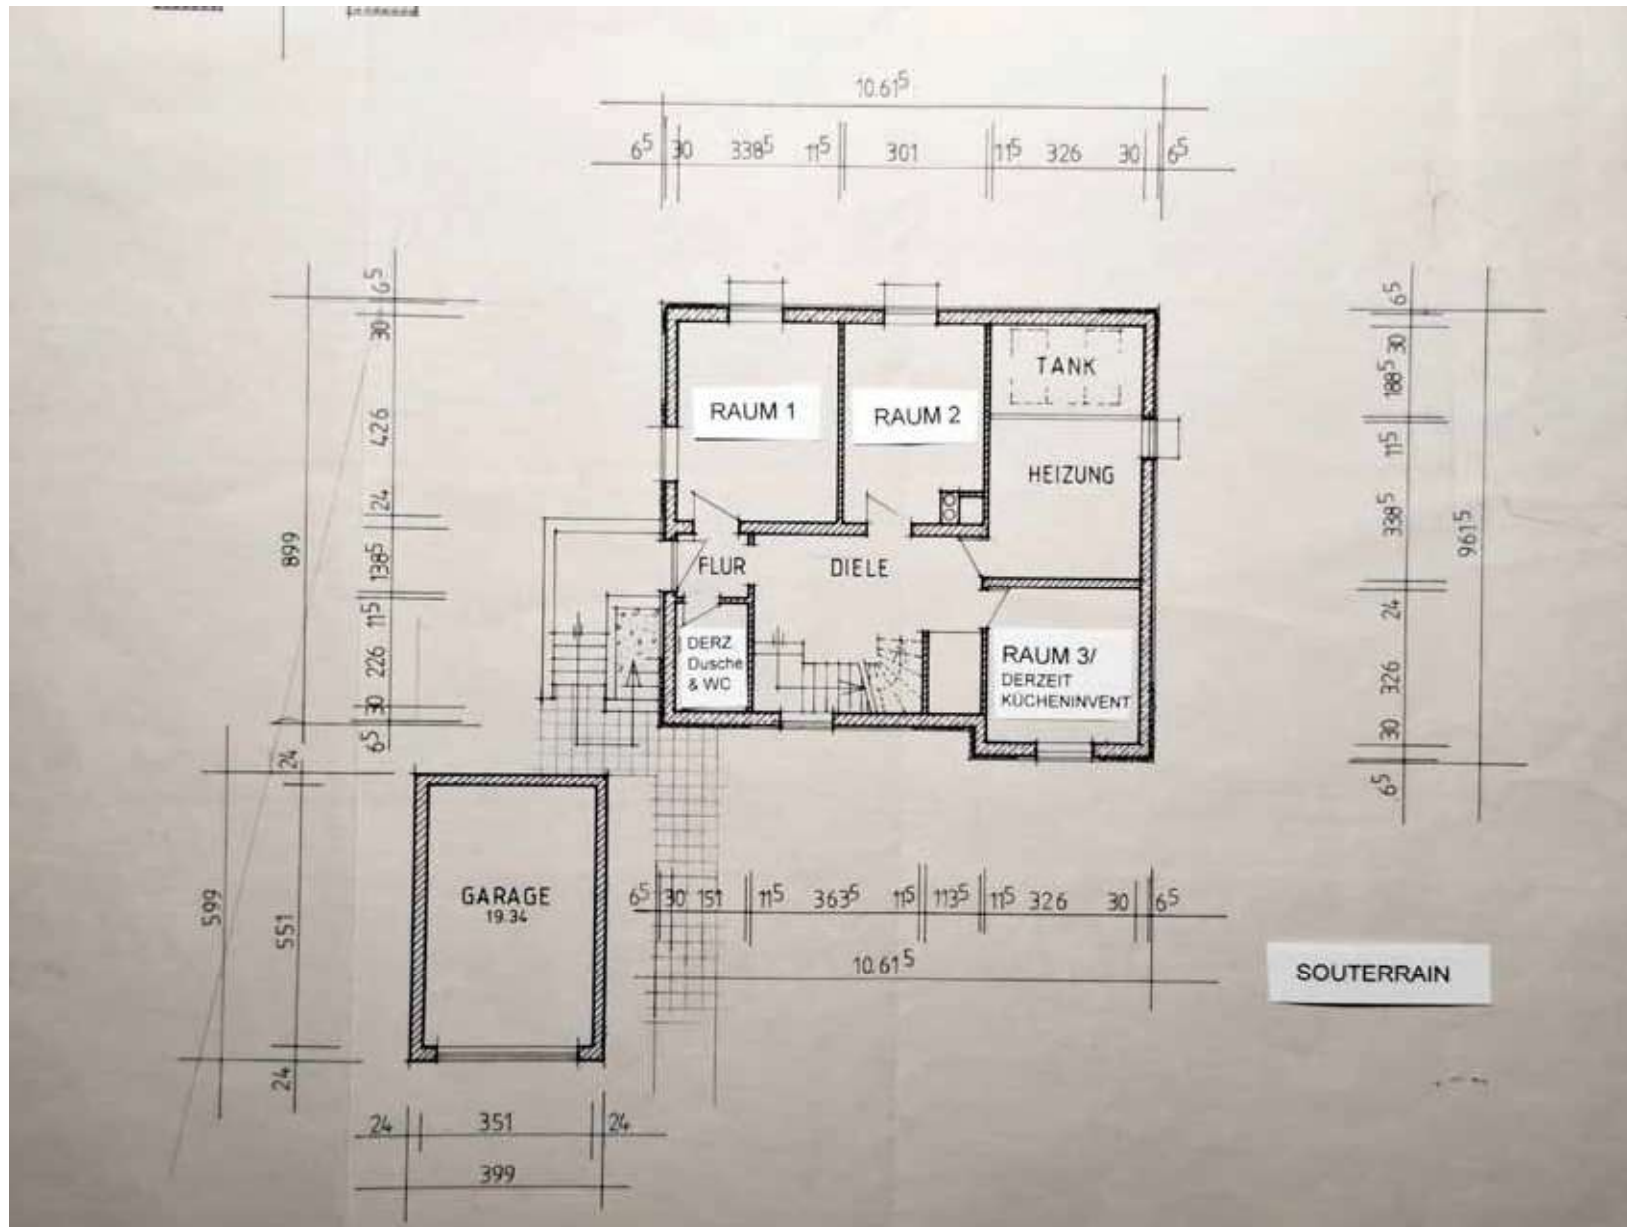 10.61⁵
6⁵ 30 338⁵ 11⁵ 301 11⁵ 326 30 6⁵
6⁵
30
426
24
138⁵
11⁵
226
30
6⁵
899
24
551
24
599
RAUM 1
RAUM 2
TANK
HEIZUNG
FLUR
DIELE
DERZ
Dusche
& WC
RAUM 3/
DERZEIT
KÜCHENINVENT
6⁵
30
188⁵
11⁵
338⁵
24
326
30
6⁵
961⁵
GARAGE
19.34
6⁵ 30 151 11⁵ 363⁵ 11⁵ 113⁵ 11⁵ 326 30 6⁵
10.61⁵
SOUTERRAIN
24 351 24
399